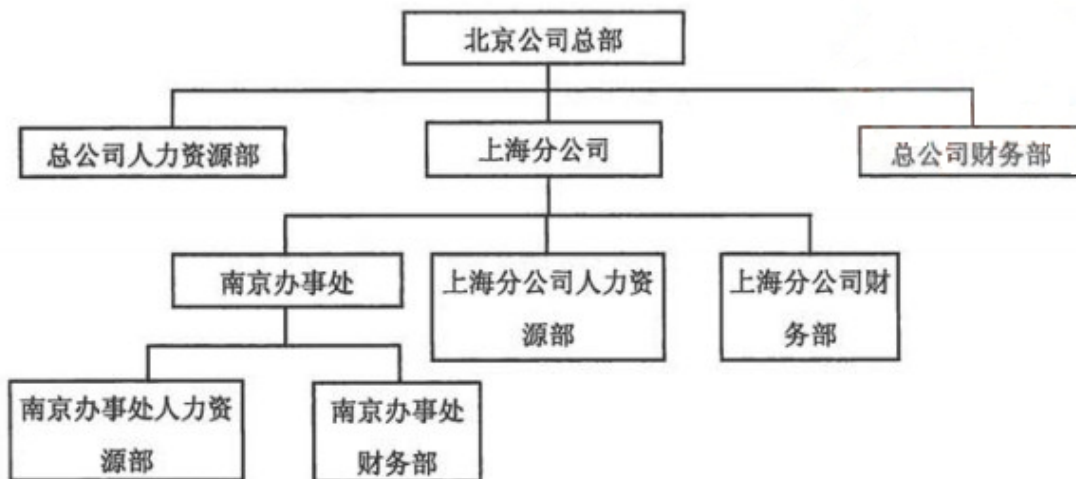 北京公司总部
总公司人力资源部
上海分公司
总公司财务部
南京办事处
上海分公司人力资
源部
上海分公司财
务部
南京办事处人力资
源部
南京办事处
财务部